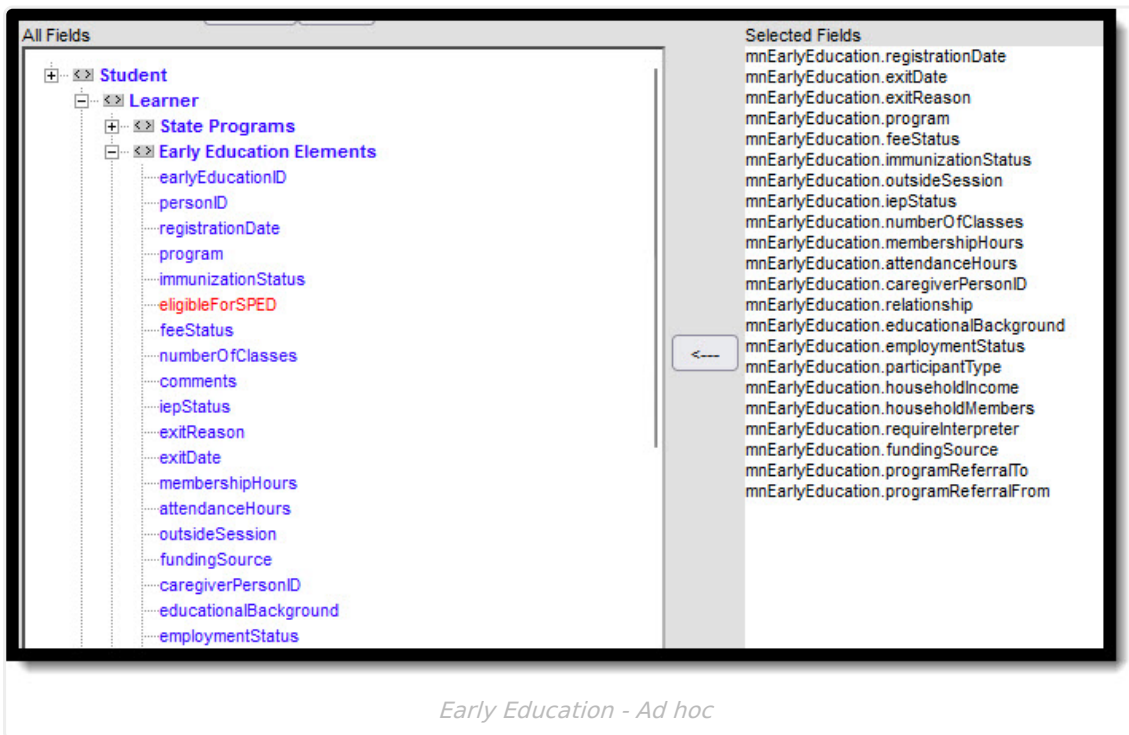 All Fields
Student
Learner
State Programs
Early Education Elements
earlyEducationID
personID
registrationDate
program
immunizationStatus
eligibleForSPED
feeStatus
numberOfClasses
comments
iepStatus
exitReason
exitDate
membershipHours
attendanceHours
outsideSession
fundingSource
caregiverPersonID
educationalBackground
employmentStatus
<---
Selected Fields
mnEarlyEducation.registrationDate
mnEarlyEducation.exitDate
mnEarlyEducation.exitReason
mnEarlyEducation.program
mnEarlyEducation.feeStatus
mnEarlyEducation.immunizationStatus
mnEarlyEducation.outsideSession
mnEarlyEducation.iepStatus
mnEarlyEducation.numberOfClasses
mnEarlyEducation.membershipHours
mnEarlyEducation.attendanceHours
mnEarlyEducation.caregiverPersonID
mnEarlyEducation.relationship
mnEarlyEducation.educationalBackground
mnEarlyEducation.employmentStatus
mnEarlyEducation.participantType
mnEarlyEducation.householdIncome
mnEarlyEducation.householdMembers
mnEarlyEducation.requireInterpreter
mnEarlyEducation.fundingSource
mnEarlyEducation.programReferralTo
mnEarlyEducation.programReferralFrom
Early Education - Ad hoc